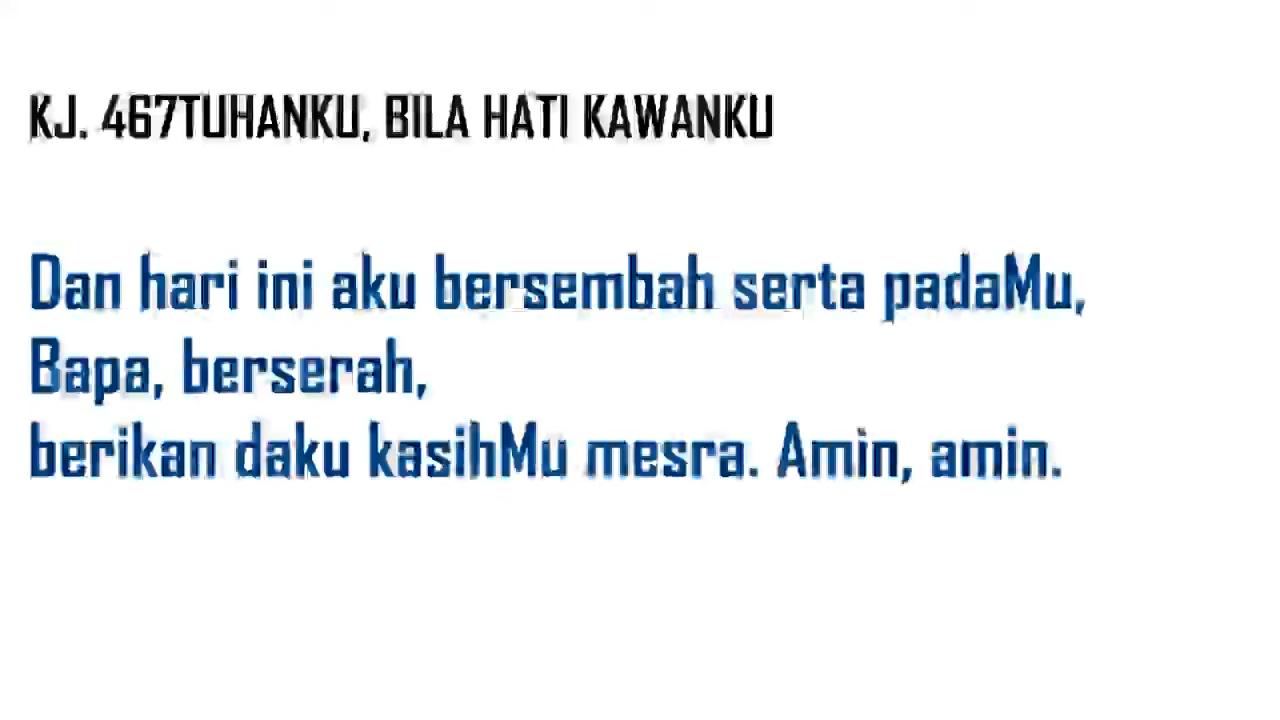 KJ. 467TUHANKU, BILA HATI KAWANKU
Dan hari ini aku bersembah serta padaMu,
Bapa, berserah,
berikan daku kasihMu mesra. Amin, amin.